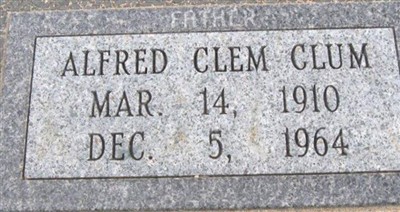 FATHER
ALFRED CLEM CLUM
MAR. 14, 1910
DEC. 5, 1964